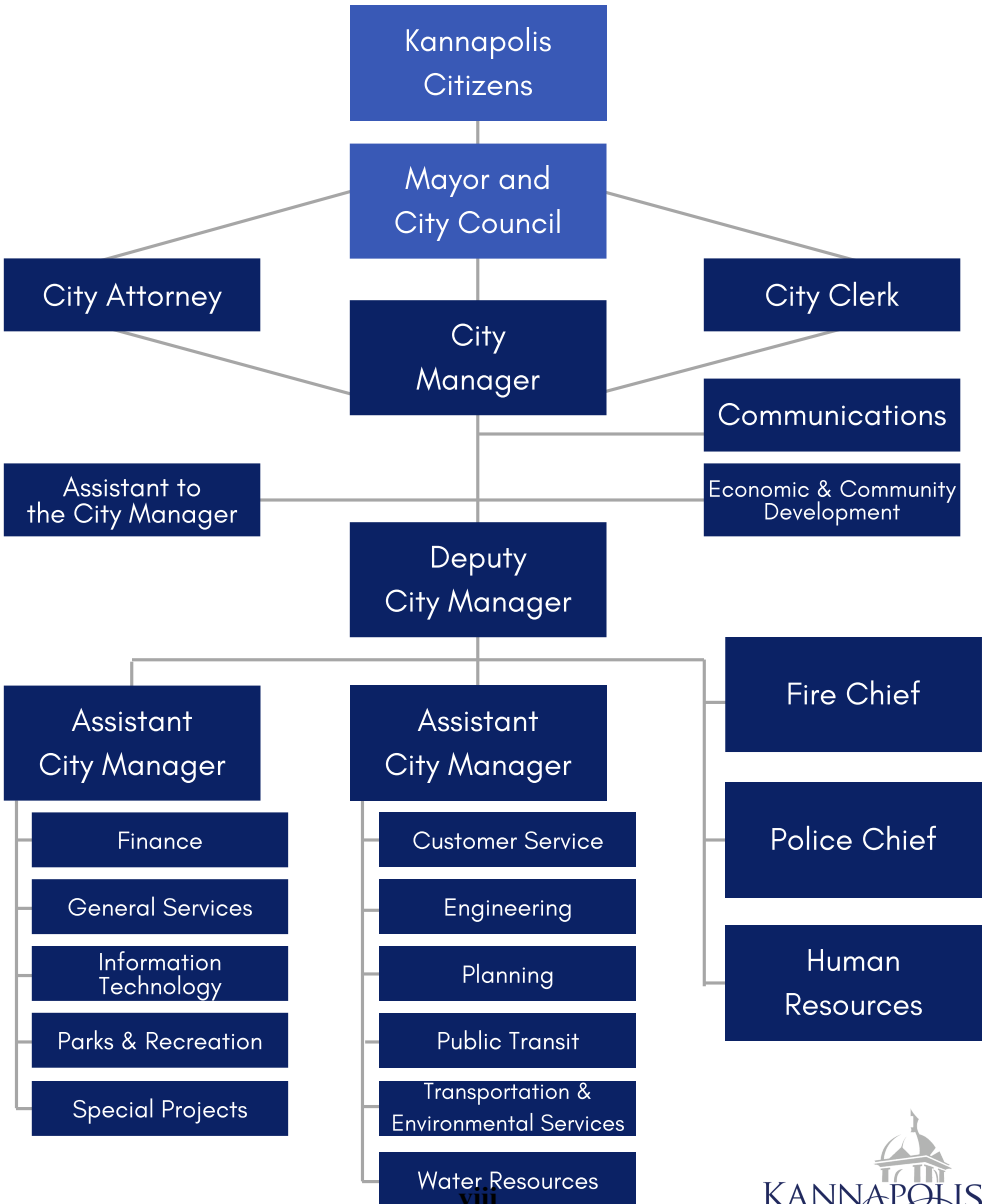 Kannapolis
Citizens
Mayor and
City Council
City Attorney
City Clerk
City
Manager
Communications
Assistant to
the City Manager
Economic & Community
Development
Deputy
City Manager
Assistant
City Manager
Finance
General Services
Information
Technology
Parks & Recreation
Special Projects
Assistant
City Manager
Customer Service
Engineering
Planning
Public Transit
Transportation &
Environmental Services
Water Resources
Fire Chief
Police Chief
Human
Resources
viii
KANNAPOLIS